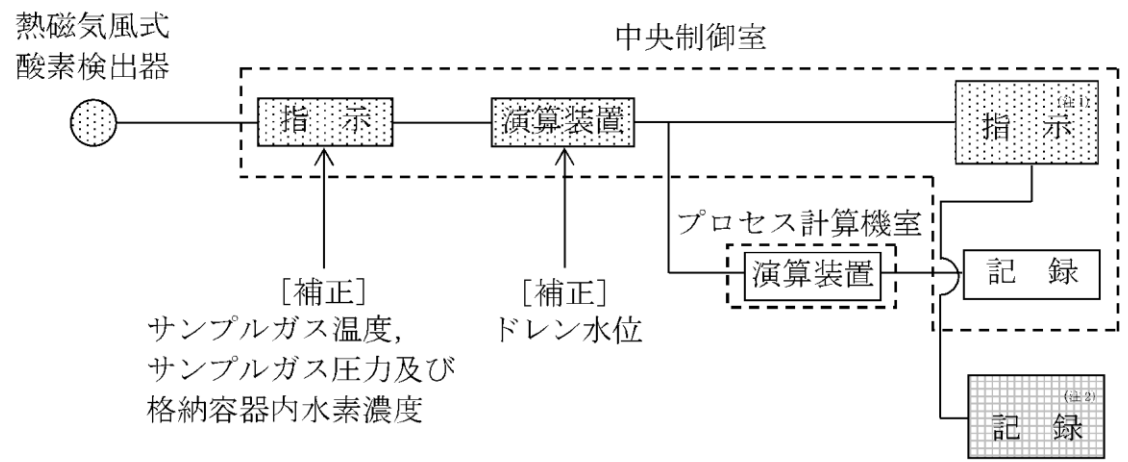 熱磁気風式
酸素検出器
中央制御室
指 示
演算装置
(注1)
指 示
プロセス計算機室
演算装置
記 録
[補正]
サンプルガス温度,
サンプルガス圧力及び
格納容器内水素濃度
[補正]
ドレン水位
(注2)
記 録